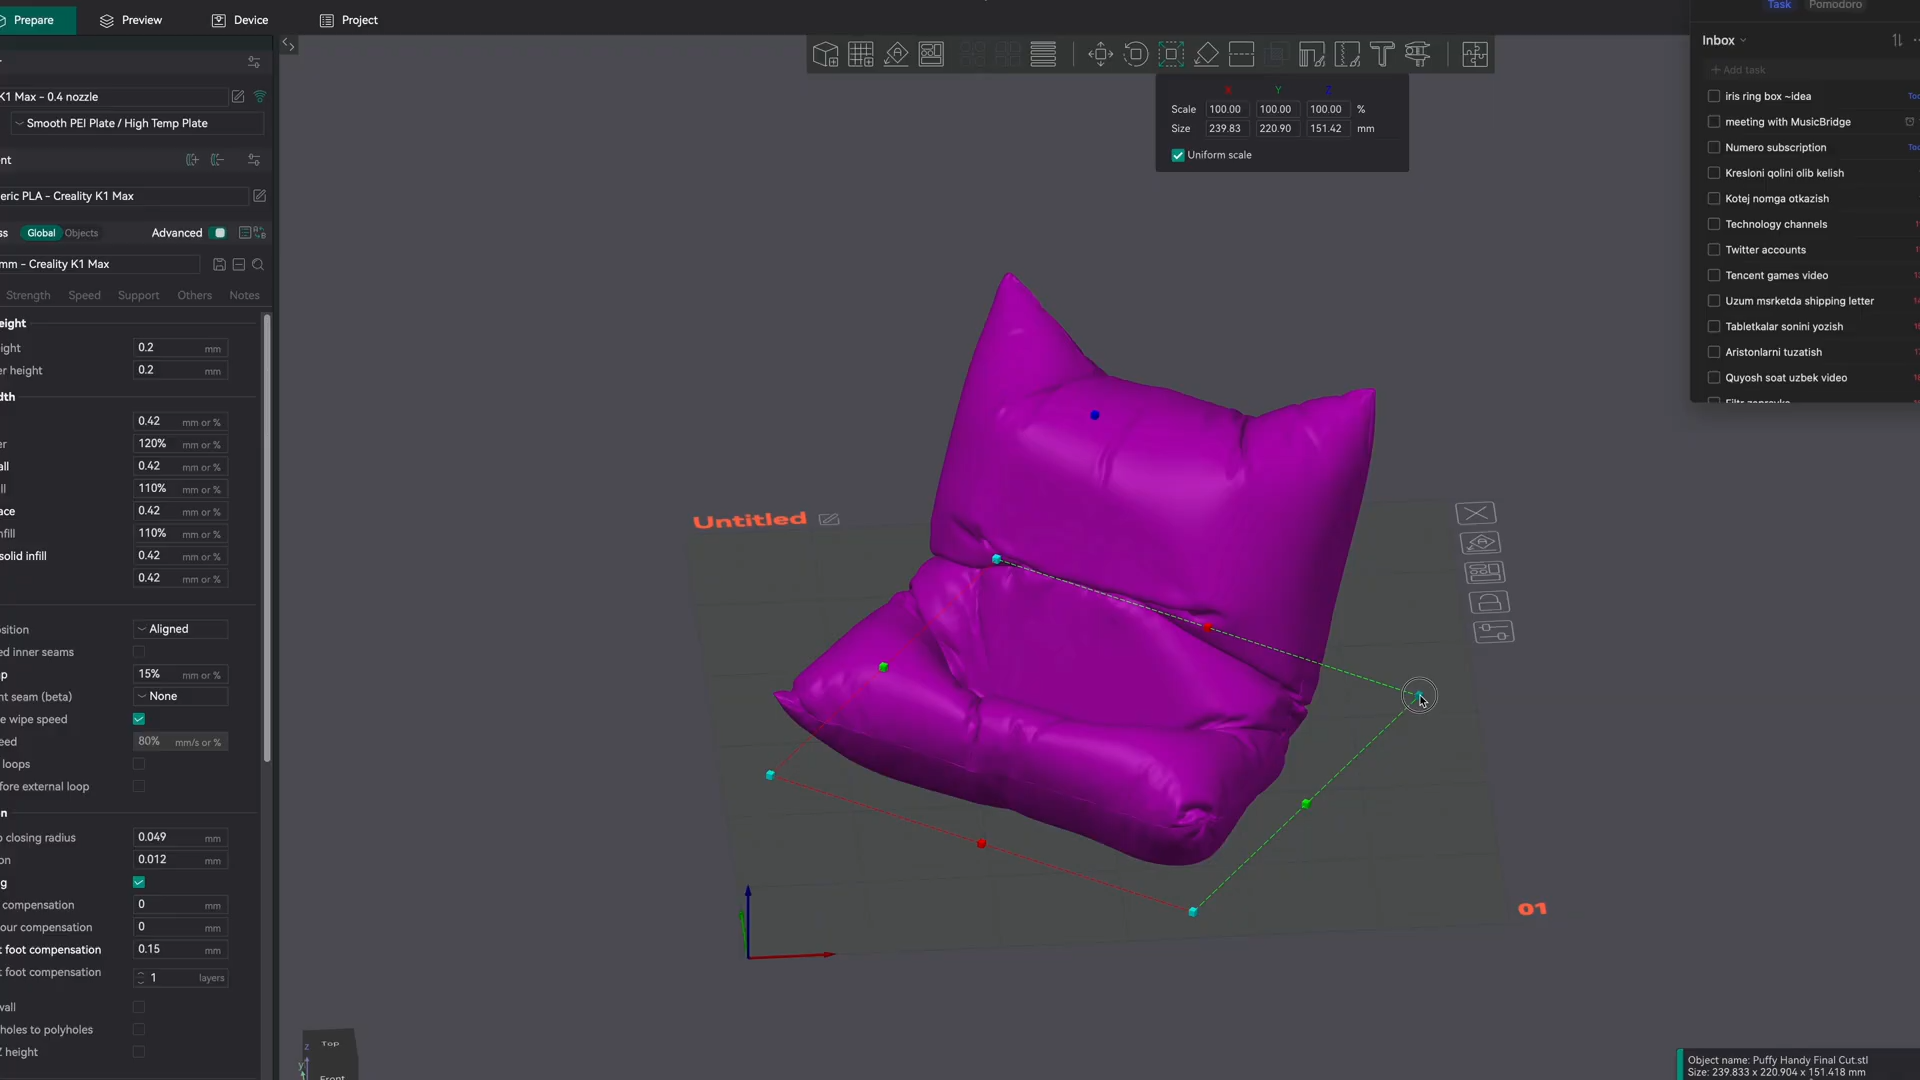 Prepare
Preview
Device
Project
K1 Max - 0.4 nozzle
Smooth PEI Plate / High Temp Plate
nt
eric PLA - Creality K1 Max
ss
Global
Objects
Advanced
mm - Creality K1 Max
Strength
Speed
Support
Others
Notes
eight
ight
0.2
mm
er height
0.2
mm
dth
0.42
mm or %
er
120%
mm or %
all
0.42
mm or %
ll
110%
mm or %
ace
0.42
mm or %
nfill
110%
mm or %
solid infill
0.42
mm or %
0.42
mm or %
osition
Aligned
ed inner seams
p
15%
mm or %
nt seam (beta)
None
e wipe speed
eed
80%
mm/s or %
loops
fore external loop
n
o closing radius
0.049
mm
on
0.012
mm
g
compensation
0
mm
our compensation
0
mm
t foot compensation
0.15
mm
t foot compensation
1
layers
wall
holes to polyholes
Z height
X
Y
Z
Scale
100.00
100.00
100.00
%
Size
239.83
220.90
151.42
mm
Uniform scale
Untitled
01
Top
Front
Z
Y
Task
Pomodoro
Inbox
+ Add task
iris ring box ~idea
meeting with MusicBridge
Numero subscription
Kresloni qolini olib kelish
Kotej nomga otkazish
Technology channels
Twitter accounts
Tencent games video
Uzum msrketda shipping letter
Tabletkalar sonini yozish
Aristonlarni tuzatish
Quyosh soat uzbek video
Object name: Puffy Handy Final Cut.stl
Size: 239.833 x 220.904 x 151.418 mm